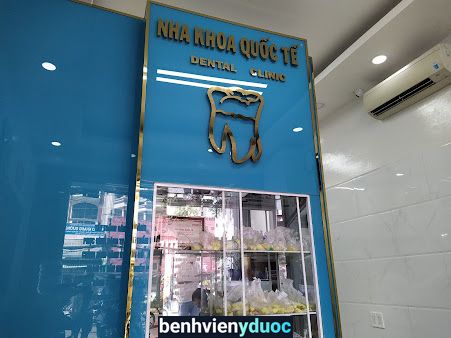 NHA KHOA QUỐC TẾ
DENTAL CLINIC
benhvienyduoc